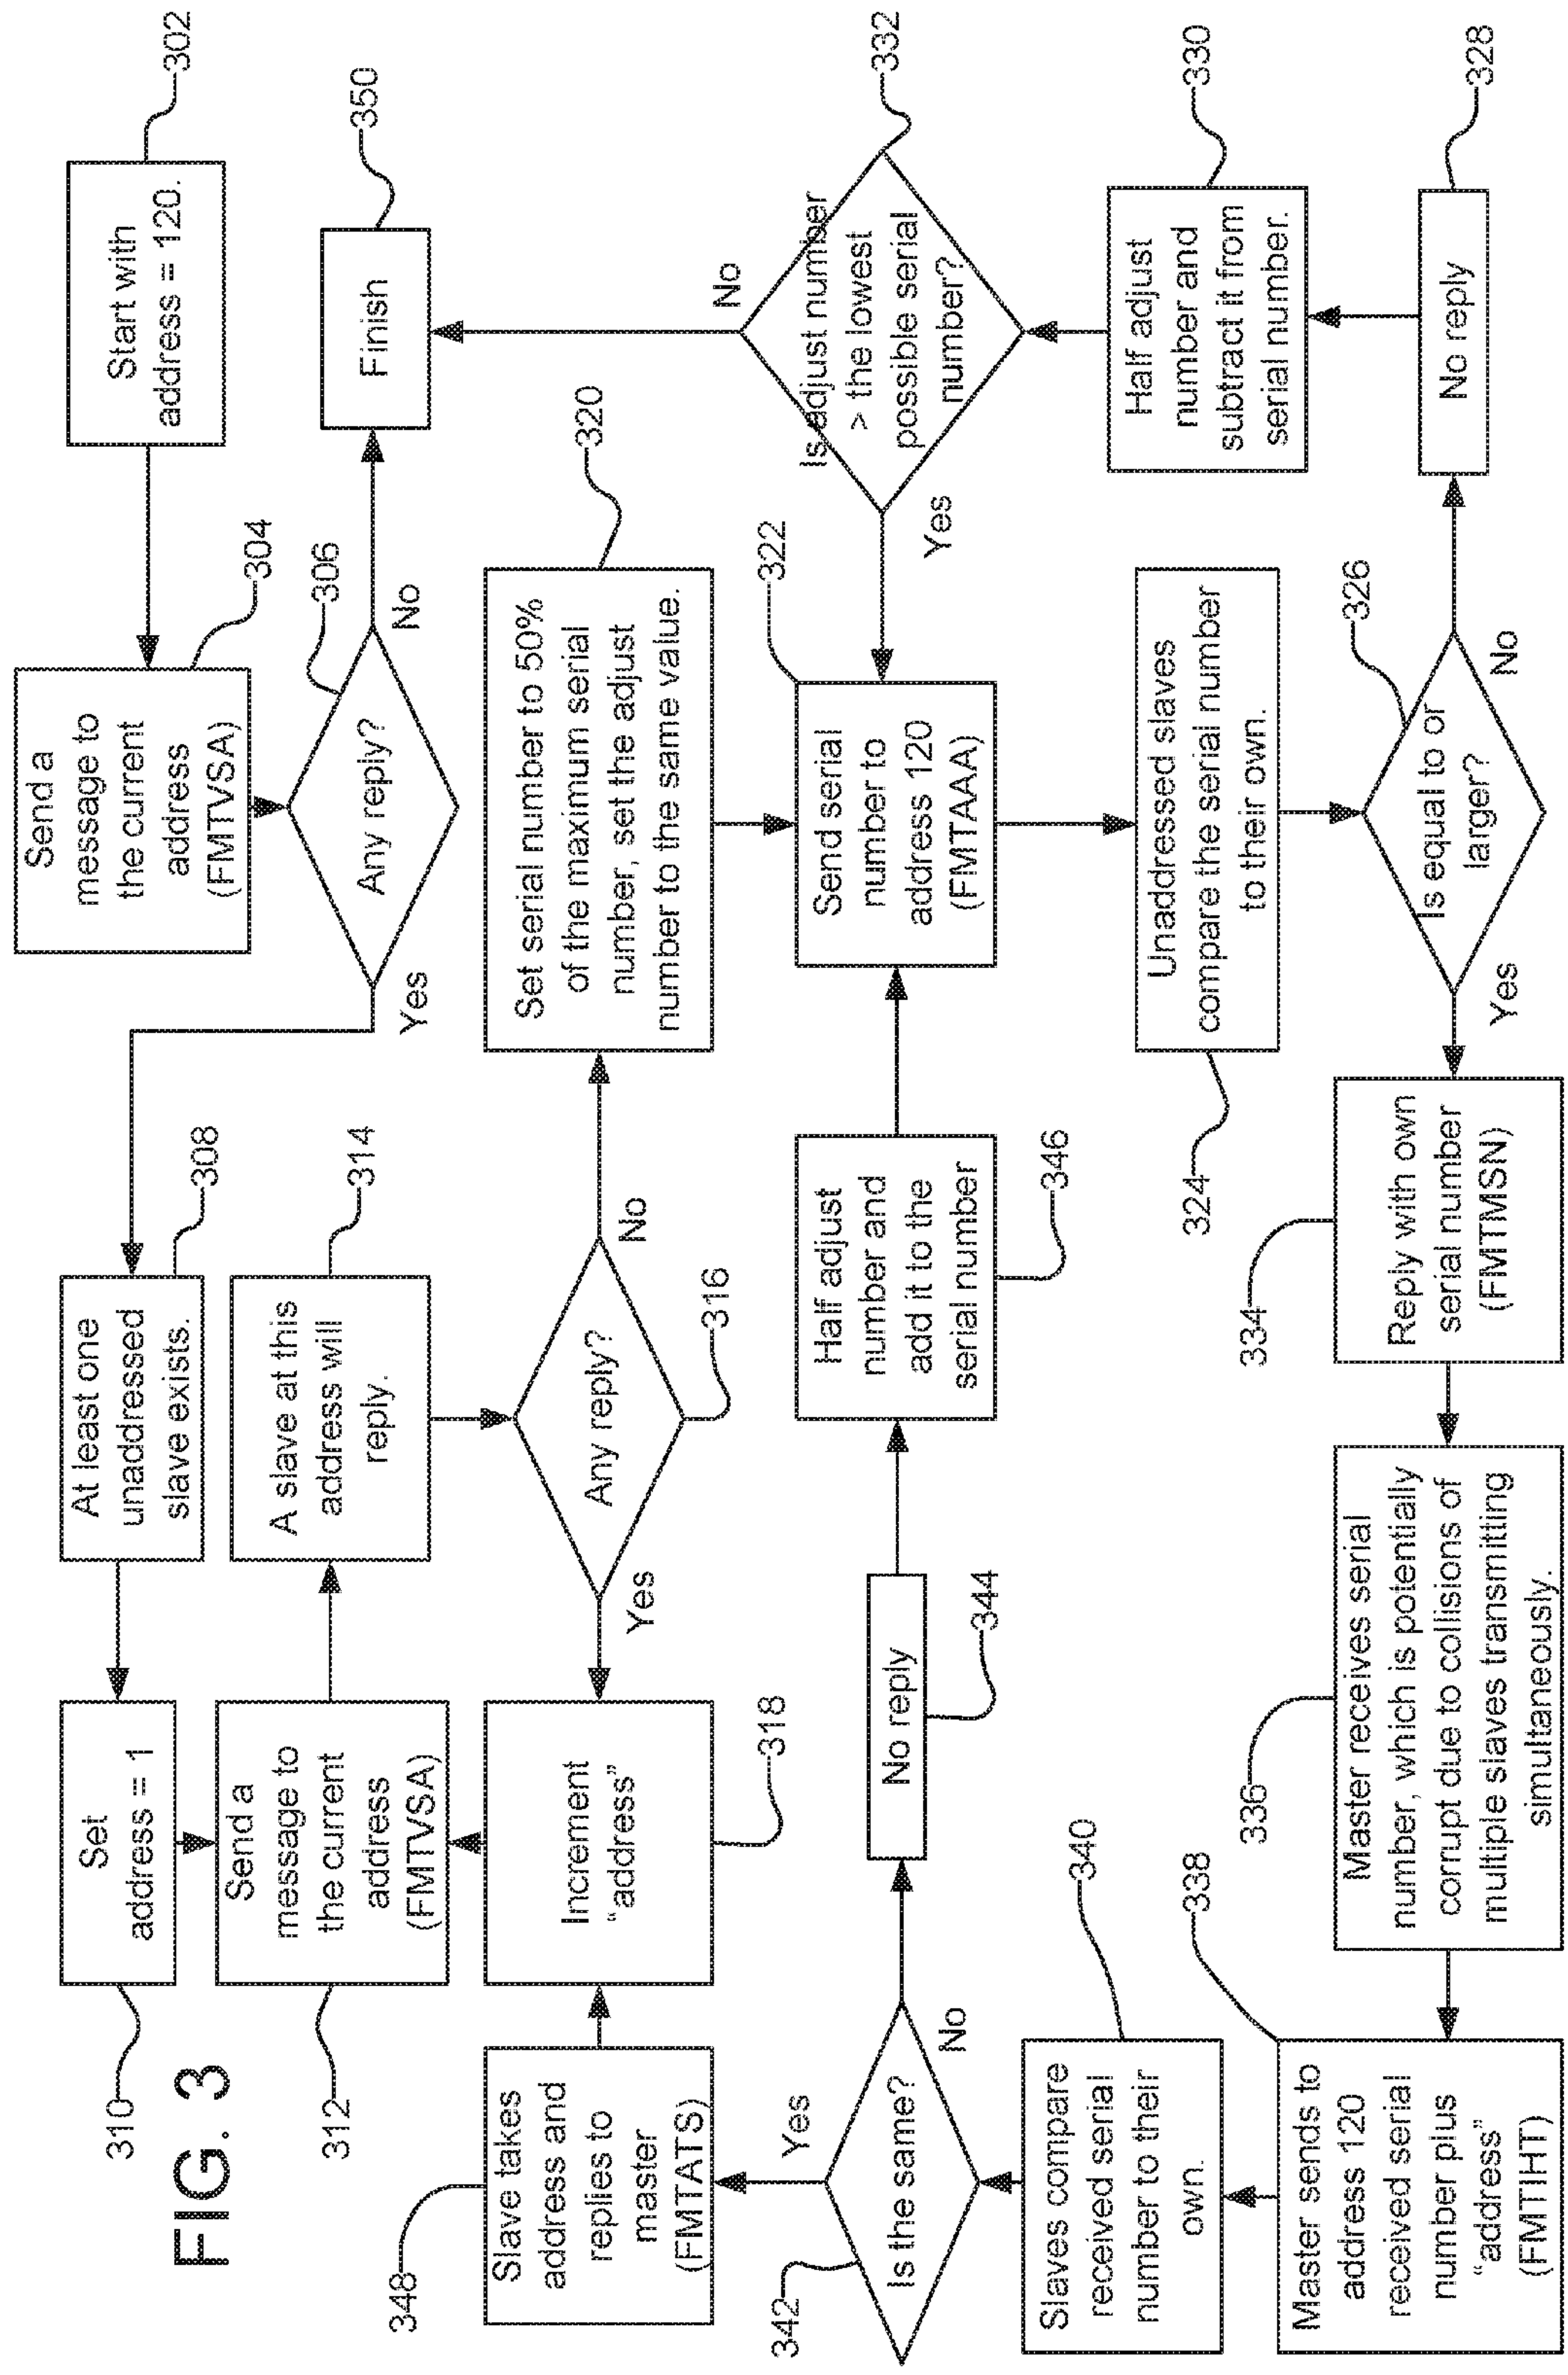 FIG. 3
302
Start with
address = 120.
304
Send a
message to
the current
address
(FMTVSA)
306
Any reply?
No
Yes
350
Finish
308
At least one
unaddressed
slave exists.
310
Set
address = 1
312
Send a
message to
the current
address
(FMTVSA)
314
A slave at this
address will
reply.
316
Any reply?
Yes
No
318
Increment
“address”
320
Set serial number to 50%
of the maximum serial
number, set the adjust
number to the same value.
322
Send serial
number to
address 120
(FMTAAA)
324
Unaddressed slaves
compare the serial number
to their own.
326
Is equal to or
larger?
No
Yes
328
No reply
330
Half adjust
number and
subtract it from
serial number.
332
Is adjust number
> the lowest
possible serial
number?
No
Yes
334
Reply with own
serial number
(FMTMSN)
336
Master receives serial
number, which is potentially
corrupt due to collisions of
multiple slaves transmitting
simultaneously.
338
Master sends to
address 120
received serial
number plus
“address”
(FMTIHT)
340
Slaves compare
received serial
number to their
own.
342
Is the same?
Yes
No
344
No reply
346
Half adjust
number and
add it to the
serial number
348
Slave takes
address and
replies to
master
(FMTATS)